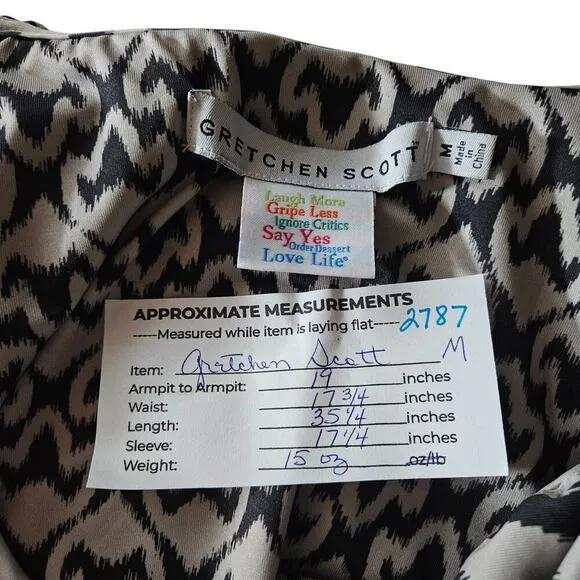 GRETCHEN SCOTT
M
Made in
China
Laugh More
Gripe Less
Ignore Critics
Say Yes
Order Dessert
Love Life®
APPROXIMATE MEASUREMENTS
-----Measured while item is laying flat----- 2787
Item: Gretchen Scott M
Armpit to Armpit: 19 inches
Waist: 17 3/4 inches
Length: 35 1/4 inches
Sleeve: 17 1/4 inches
Weight: 15 oz oz/lb